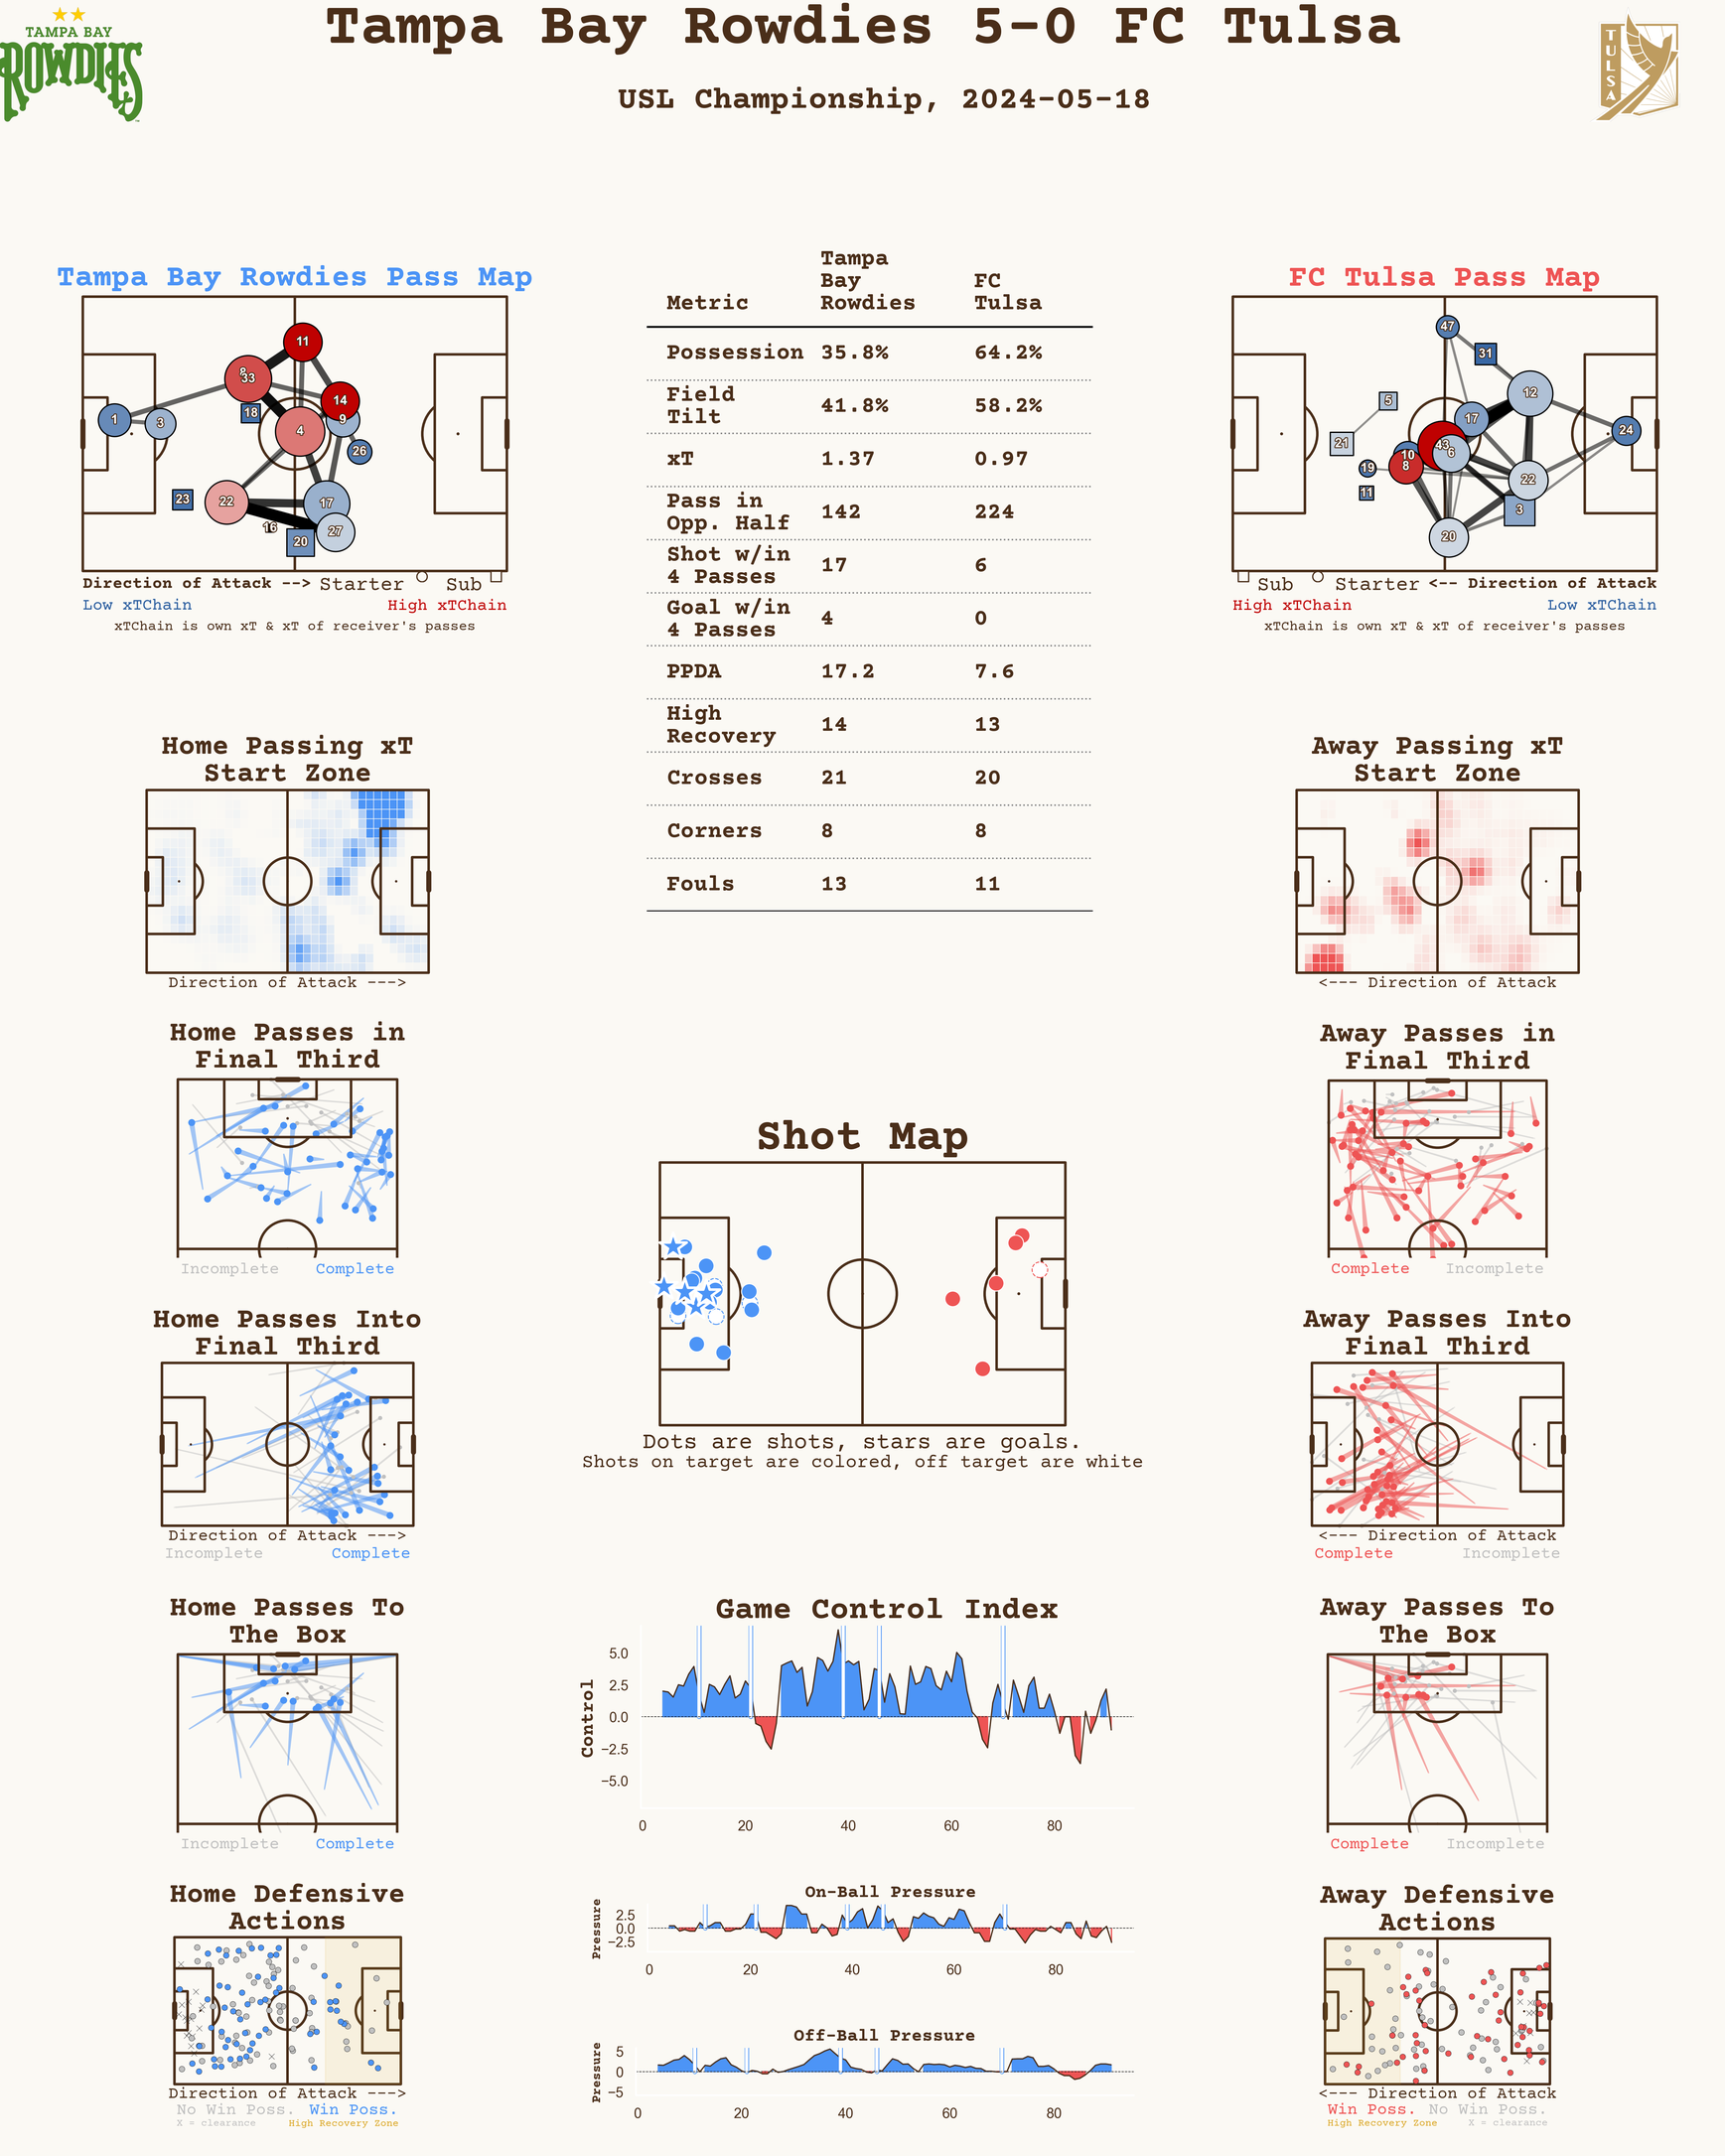 Tampa Bay Rowdies 5-0 FC Tulsa
USL Championship, 2024-05-18
TAMPA BAY
ROWDIES
TULSA
Tampa Bay Rowdies Pass Map
11
8
33
14
18
9
1
3
4
26
23
22
17
16
20
27
Direction of Attack --> Starter Sub
Low xTChain High xTChain
xTChain is own xT & xT of receiver's passes
Metric Tampa Bay Rowdies FC Tulsa
Possession 35.8% 64.2%
Field Tilt 41.8% 58.2%
xT 1.37 0.97
Pass in Opp. Half 142 224
Shot w/in 4 Passes 17 6
Goal w/in 4 Passes 4 0
PPDA 17.2 7.6
High Recovery 14 13
Crosses 21 20
Corners 8 8
Fouls 13 11
FC Tulsa Pass Map
47
31
12
5
17
24
21
43
10
6
19
8
22
11
3
20
Sub Starter <-- Direction of Attack
High xTChain Low xTChain
xTChain is own xT & xT of receiver's passes
Home Passing xT
Start Zone
Direction of Attack --->
Away Passing xT
Start Zone
<--- Direction of Attack
Home Passes in
Final Third
Incomplete Complete
Away Passes in
Final Third
Complete Incomplete
Shot Map
Dots are shots, stars are goals.
Shots on target are colored, off target are white
Home Passes Into
Final Third
Direction of Attack --->
Incomplete Complete
Away Passes Into
Final Third
<--- Direction of Attack
Complete Incomplete
Home Passes To
The Box
Incomplete Complete
Game Control Index
Control
5.0
2.5
0.0
−2.5
−5.0
0 20 40 60 80
Away Passes To
The Box
Complete Incomplete
Home Defensive
Actions
Direction of Attack --->
No Win Poss. Win Poss.
X = clearance High Recovery Zone
On-Ball Pressure
Pressure
2.5
0.0
−2.5
0 20 40 60 80
Off-Ball Pressure
Pressure
5
0
−5
0 20 40 60 80
Away Defensive
Actions
<--- Direction of Attack
Win Poss. No Win Poss.
High Recovery Zone X = clearance